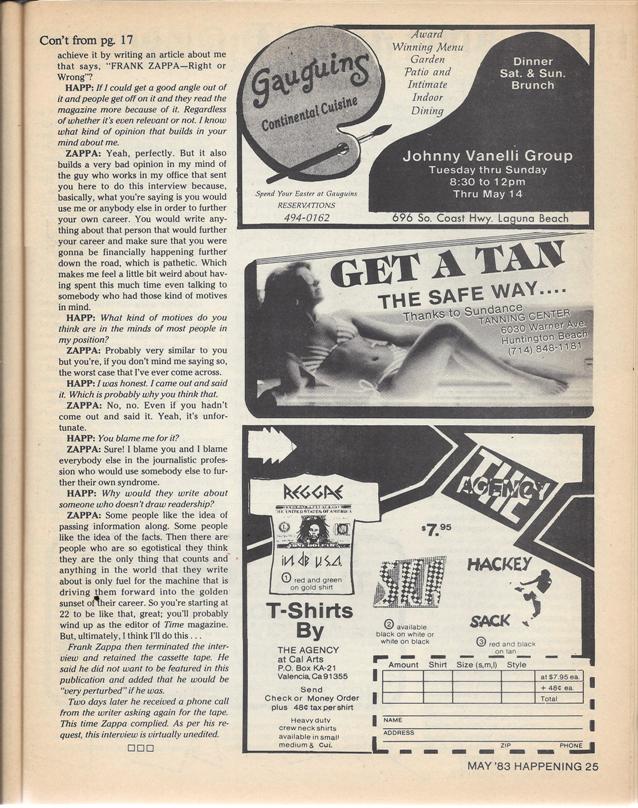 Con't from pg. 17
achieve it by writing an article about me
that says, "FRANK ZAPPA—Right or
Wrong"?
HAPP: If I could get a good angle out of
it and people get off on it and they read the
magazine more because of it. Regardless
of whether it's even relevant or not. I know
what kind of opinion that builds in your
mind about me.
ZAPPA: Yeah, perfectly. But it also
builds a very bad opinion in my mind of
the guy who works in my office that sent
you here to do this interview because,
basically, what you're saying is you would
use me or anybody else in order to further
your own career. You would write any-
thing about that person that would further
your career and make sure that you were
gonna be financially happening further
down the road, which is pathetic. Which
makes me feel a little bit weird about hav-
ing spent this much time even talking to
somebody who had those kind of motives
in mind.
HAPP: What kind of motives do you
think are in the minds of most people in
my position?
ZAPPA: Probably very similar to you
but you're, if you don't mind me saying so,
the worst case that I've ever come across.
HAPP: I was honest. I came out and said
it. Which is probably why you think that.
ZAPPA: No, no. Even if you hadn't
come out and said it. Yeah, it's unfor-
tunate.
HAPP: You blame me for it?
ZAPPA: Sure! I blame you and I blame
everybody else in the journalistic profes-
sion who would use somebody else to fur-
ther their own syndrome.
HAPP: Why would they write about
someone who doesn't draw readership?
ZAPPA: Some people like the idea of
passing information along. Some people
like the idea of the facts. Then there are
people who are so egotistical they think
they are the only thing that counts and
anything in the world that they write
about is only fuel for the machine that is
driving them forward into the golden
sunset of their career. So you're starting at
22 to be like that, great; you'll probably
wind up as the editor of Time magazine.
But, ultimately, I think I'll do this . . .
Frank Zappa then terminated the inter-
view and retained the cassette tape. He
said he did not want to be featured in this
publication and added that he would be
"very perturbed" if he was.
Two days later he received a phone call
from the writer asking again for the tape.
This time Zappa complied. As per his re-
quest, this interview is virtually unedited.
Gauguins
Continental Cuisine
Award
Winning Menu
Garden
Patio and
Intimate
Indoor
Dining
Dinner
Sat. & Sun.
Brunch
Johnny Vanelli Group
Tuesday thru Sunday
8:30 to 12pm
Thru May 14
Spend Your Easter at Gauguins
RESERVATIONS
494-0162
696 So. Coast Hwy. Laguna Beach
GET A TAN
THE SAFE WAY....
Thanks to Sundance
TANNING CENTER
6030 Warner Ave.
Huntington Beach
(714) 848-1181
THE
AGENCY
REGGAE
THE UNITED STATES OF AMERICA
IN DE U.S.A.
1 red and green
on gold shirt
$7.95
SKA
2 available
black on white or
white on black
HACKEY
SACK
3 red and black
on tan
T-Shirts
By
THE AGENCY
at Cal Arts
P.O. Box KA-21
Valencia, Ca 91355
Send
Check or Money Order
plus 48¢ tax per shirt
Heavy duty
crew neck shirts
available in small
medium &
Amount Shirt Size (s,m,l) Style
at $7.95 ea.
+ 48¢ ea.
Total
NAME
ADDRESS
ZIP PHONE
MAY '83 HAPPENING 25